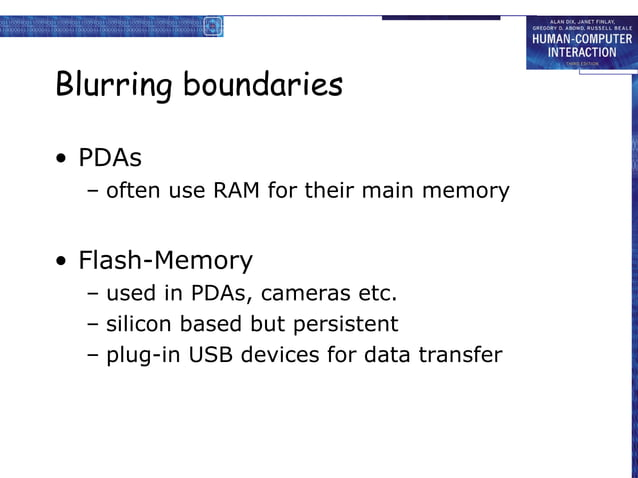 ALAN DIX, JANET FINLAY,
GREGORY D. ABOWD, RUSSELL BEALE
HUMAN-COMPUTER
INTERACTION
THIRD EDITION
Blurring boundaries
• PDAs
– often use RAM for their main memory
• Flash-Memory
– used in PDAs, cameras etc.
– silicon based but persistent
– plug-in USB devices for data transfer